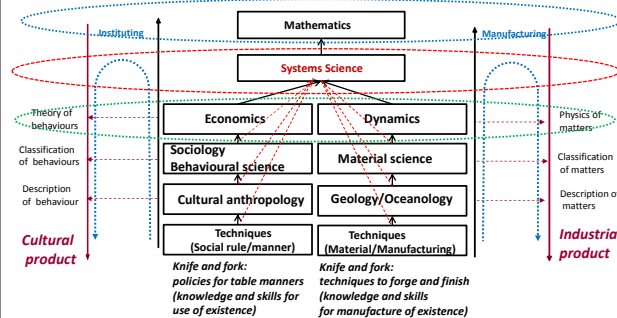 Mathematics
Instituting
Manufacturing
Systems Science
Theory of
behaviours
Economics
Dynamics
Physics of
matters
Classification
of behaviours
Sociology
Behavioural science
Material science
Classification
of matters
Description
of behaviour
Cultural anthropology
Geology/Oceanology
Description of
matters
Cultural
product
Techniques
(Social rule/manner)
Techniques
(Material/Manufacturing)
Industria
product
Knife and fork:
policies for table manners
(knowledge and skills for
use of existence)
Knife and fork:
techniques to forge and finish
(knowledge and skills
for manufacture of existence)